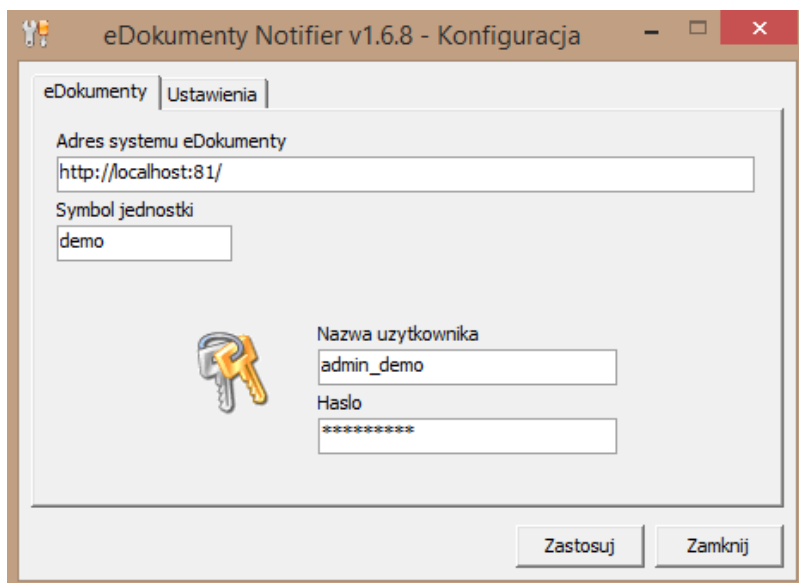 eDokumenty Notifier v1.6.8 - Konfiguracja
eDokumenty Ustawienia
Adres systemu eDokumenty
http://localhost:81/
Symbol jednostki
demo
Nazwa uzytkownika
admin_demo
Haslo
*********
Zastosuj Zamknij